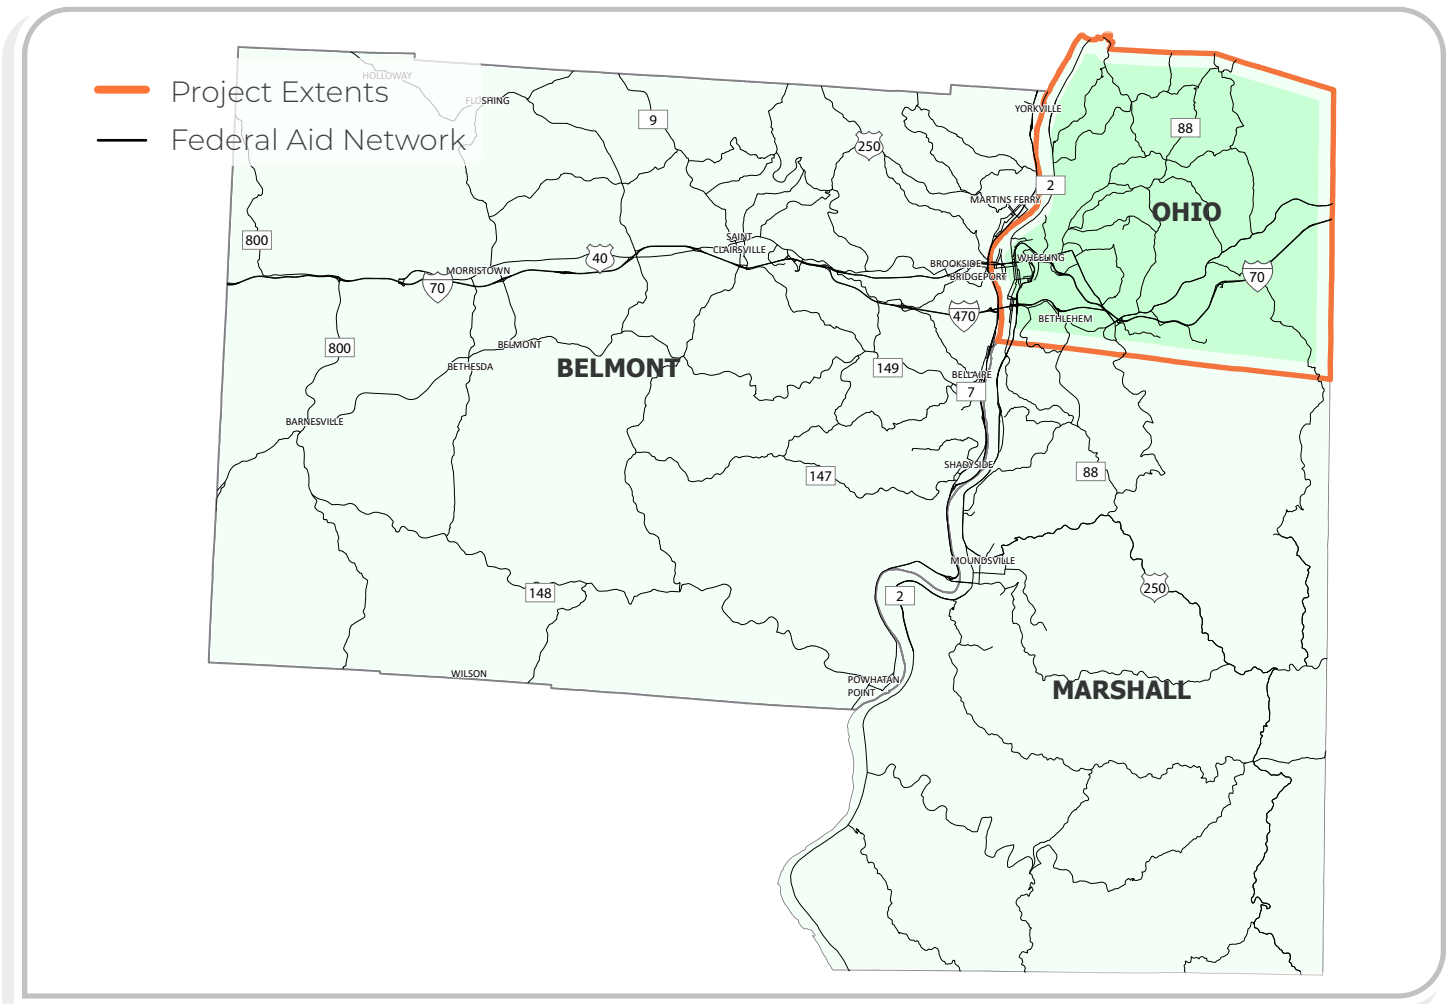 HOLLOWAY
Project Extents
FLUSHING
YORKVILLE
9
88
Federal Aid Network
250
2
MARTINS FERRY
OHIO
800
SAINT
CLAIRSVILLE
40
BROOKSIDE
WHEELING
MORRISTOWN
BRIDGEPORT
70
70
470
BETHLEHEM
800
BELMONT
BETHESDA
BELMONT
149
BELLAIRE
7
BARNESVILLE
SHADYSIDE
147
88
MOUNDSVILLE
148
2
250
WILSON
POWHATAN
POINT
MARSHALL